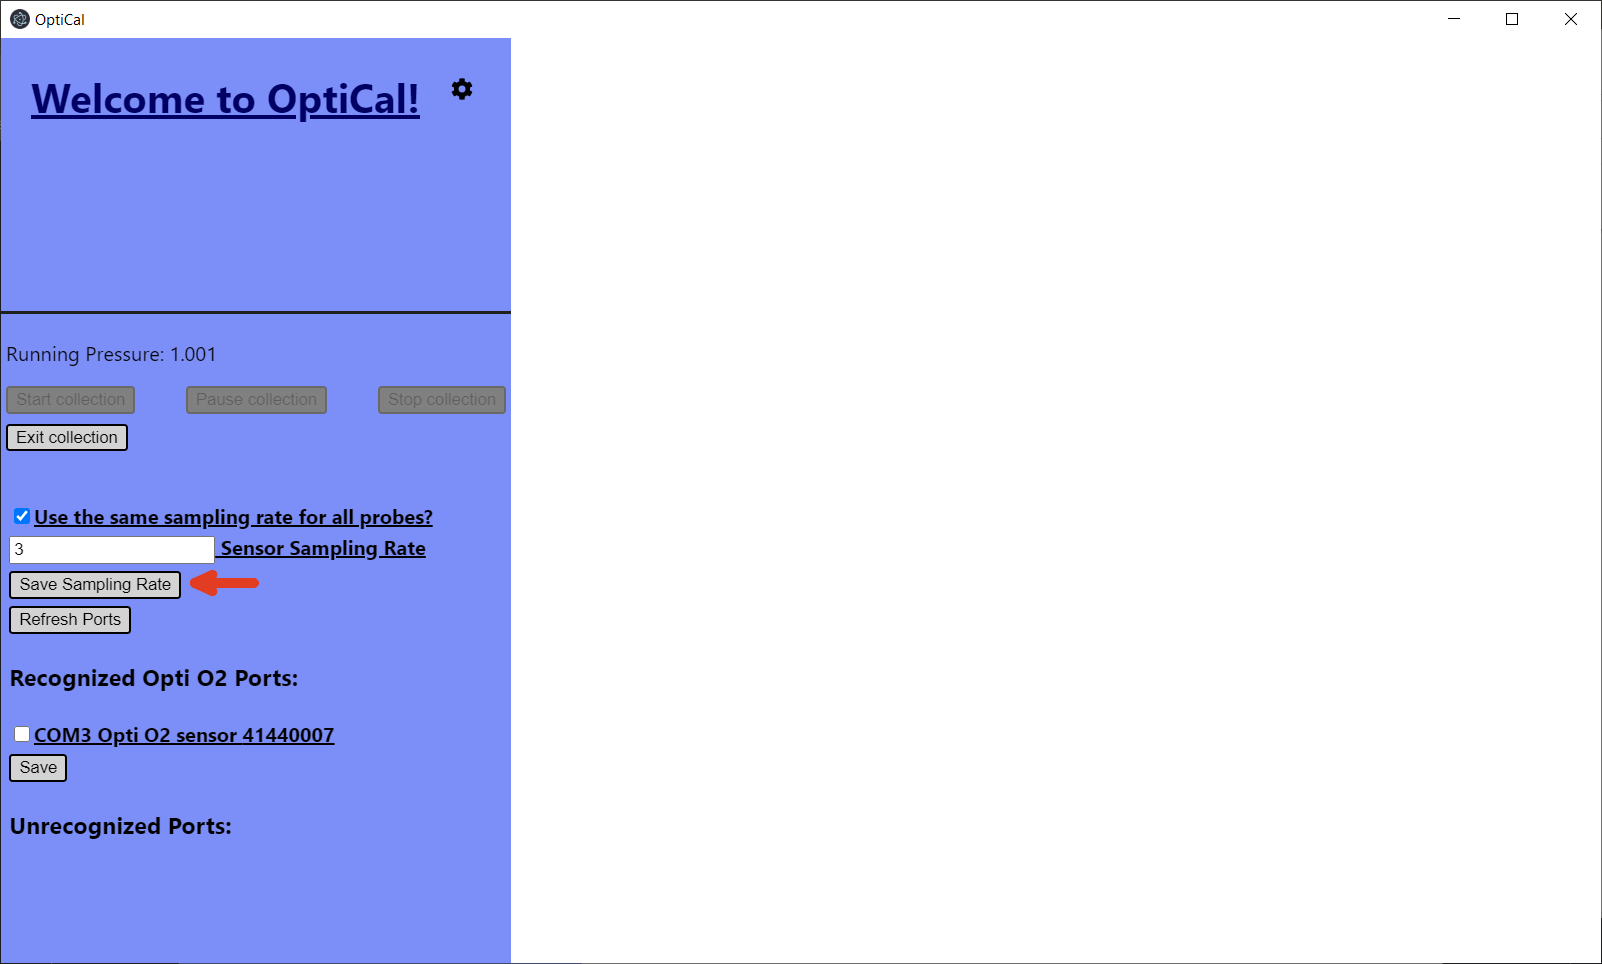 OptiCal
Welcome to OptiCal!
Running Pressure: 1.001
Start collection Pause collection Stop collection
Exit collection
Use the same sampling rate for all probes?
3 Sensor Sampling Rate
Save Sampling Rate
Refresh Ports
Recognized Opti O2 Ports:
COM3 Opti O2 sensor 41440007
Save
Unrecognized Ports: